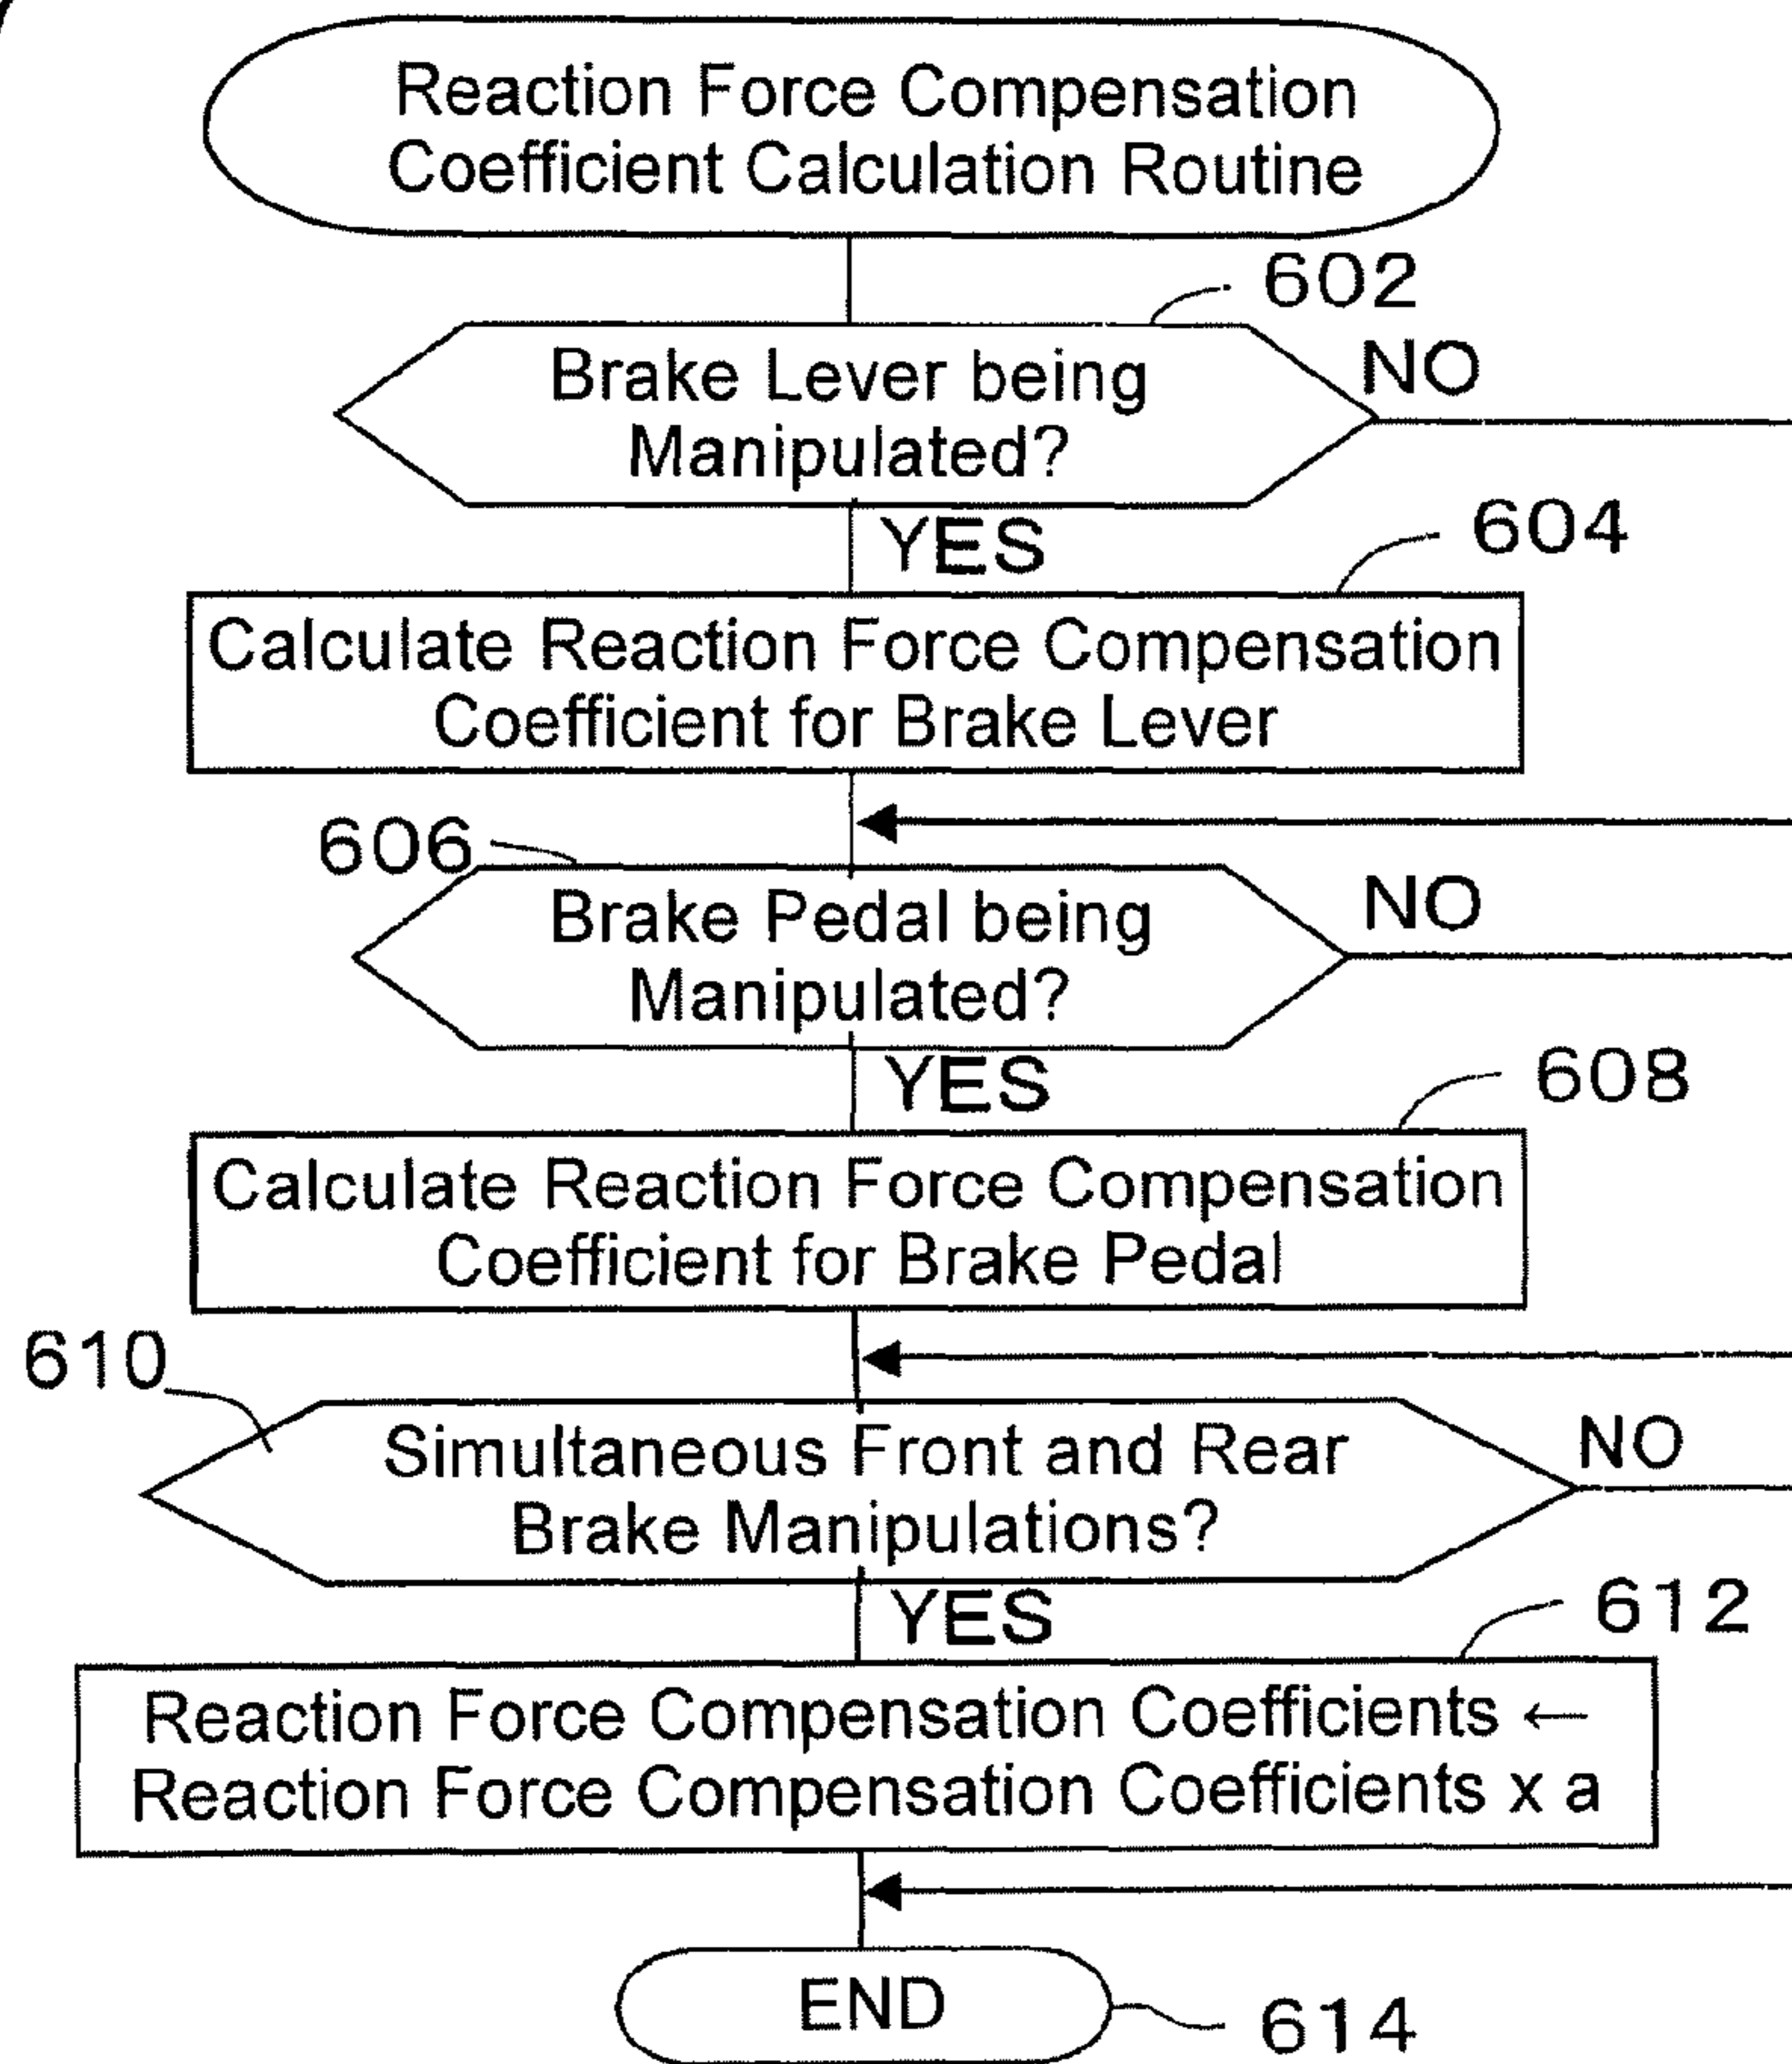 Reaction Force Compensation
Coefficient Calculation Routine
602
Brake Lever being
Manipulated?
NO
YES
604
Calculate Reaction Force Compensation
Coefficient for Brake Lever
606
Brake Pedal being
Manipulated?
NO
YES
608
Calculate Reaction Force Compensation
Coefficient for Brake Pedal
610
Simultaneous Front and Rear
Brake Manipulations?
NO
YES
612
Reaction Force Compensation Coefficients ←
Reaction Force Compensation Coefficients x a
END
614